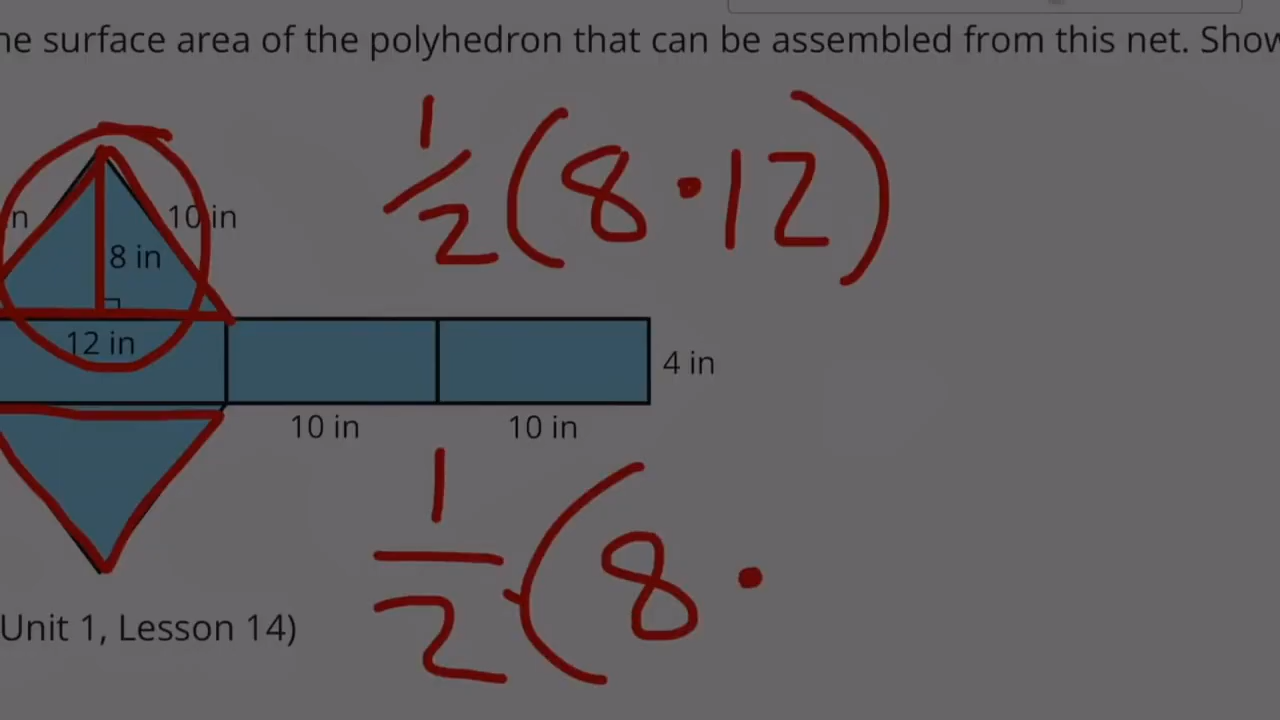 he surface area of the polyhedron that can be assembled from this net. Show
1/2 (8 · 12)
n
10 in
8 in
12 in
4 in
10 in
10 in
1/2 (8 ·
Unit 1, Lesson 14)